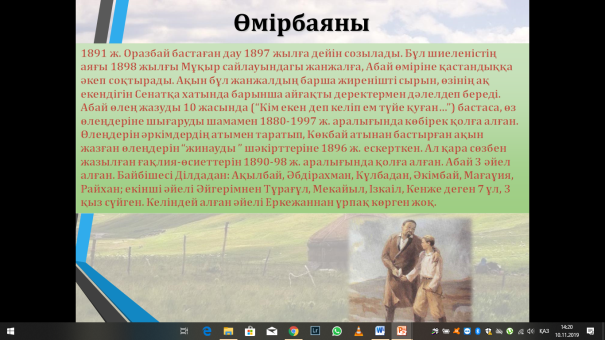 Өмірбаяны
1891 ж. Оразбай бастаған дау 1897 жылға дейін созылады. Бұл шиеленістің
аяғы 1898 жылғы Мұқыр сайлауындағы жанжалға, Абай өміріне қастандыққа
әкеп соқтырады. Ақын бұл жанжалдың барша жиренішті сырын, өзінің ақ
екендігін Сенатқа хатында барынша айғақты деректермен дәлелдеп береді.
Абай өлең жазуды 10 жасында ("Кім екен деп келіп ем түйе қуған...") бастаса, өз
өлеңдеріне шығаруды шамамен 1880-1997 ж. аралығында көбірек қолға алған.
Өлеңдерін әркімдердің атымен таратып, Көкбай атынан бастырған ақын
жазған өлеңдерін "жинауды " шәкірттеріне 1896 ж. ескерткен. Ал қара сөзбен
жазылған ғақлия-өсиеттерін 1890-98 ж. аралығында қолға алған. Абай 3 әйел
алған. Бәйбішесі Ділдадан: Ақылбай, Әбдірахман, Күлбадан, Әкімбай, Мағауия,
Райхан; екінші әйелі Әйгерімнен Тұрағұл, Мекайыл, Ізкаіл, Кенже деген 7 ұл, 3
қыз сүйген. Келіндей алған әйелі Еркежаннан ұрпақ көрген жоқ.
ҚАЗ
14:20
10.11.2019